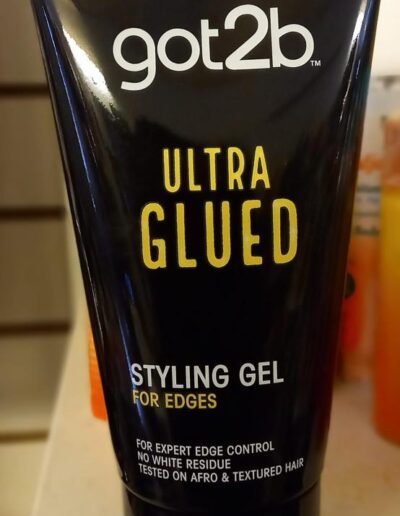 got2b™
ULTRA
GLUED
STYLING GEL
FOR EDGES
FOR EXPERT EDGE CONTROL
NO WHITE RESIDUE
TESTED ON AFRO & TEXTURED HAIR